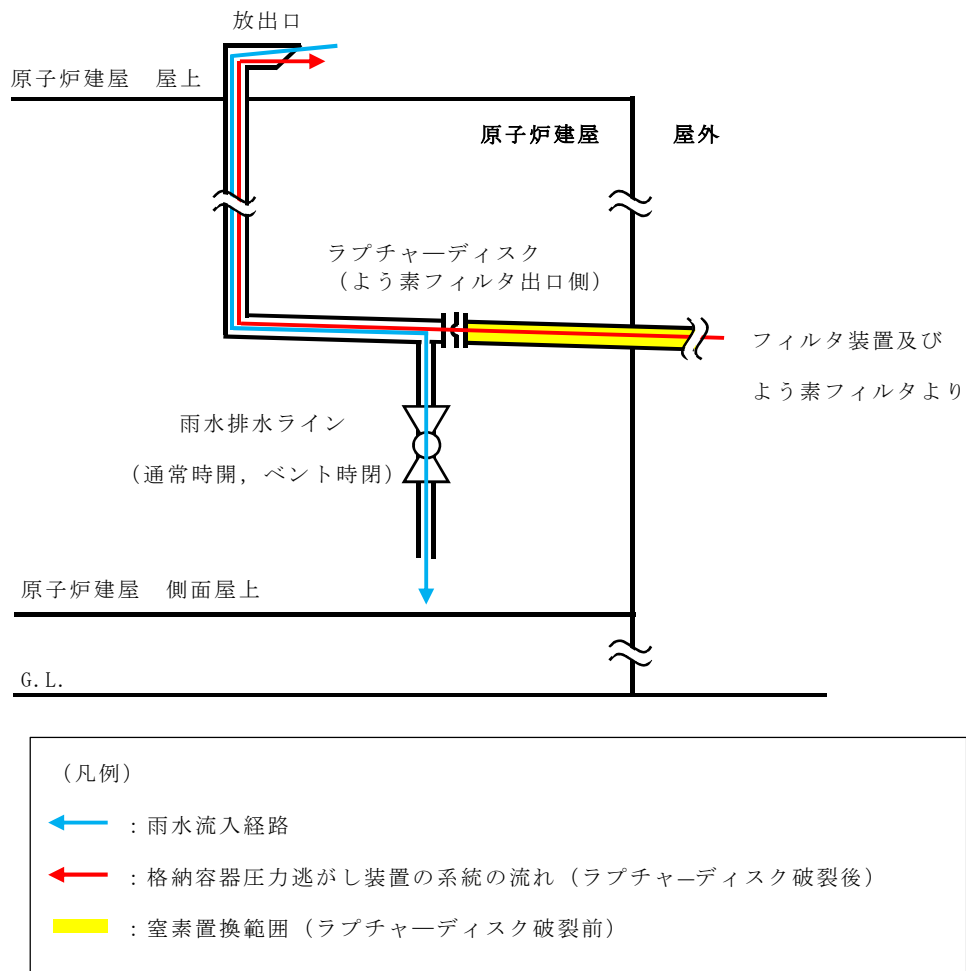 放出口
原子炉建屋　屋上
原子炉建屋　屋外
ラプチャ―ディスク
（よう素フィルタ出口側）
フィルタ装置及び
よう素フィルタより
雨水排水ライン
（通常時開，ベント時閉）
原子炉建屋　側面屋上
G.L.
（凡例）
：雨水流入経路
：格納容器圧力逃がし装置の系統の流れ（ラプチャ―ディスク破裂後）
：窒素置換範囲（ラプチャ―ディスク破裂前）